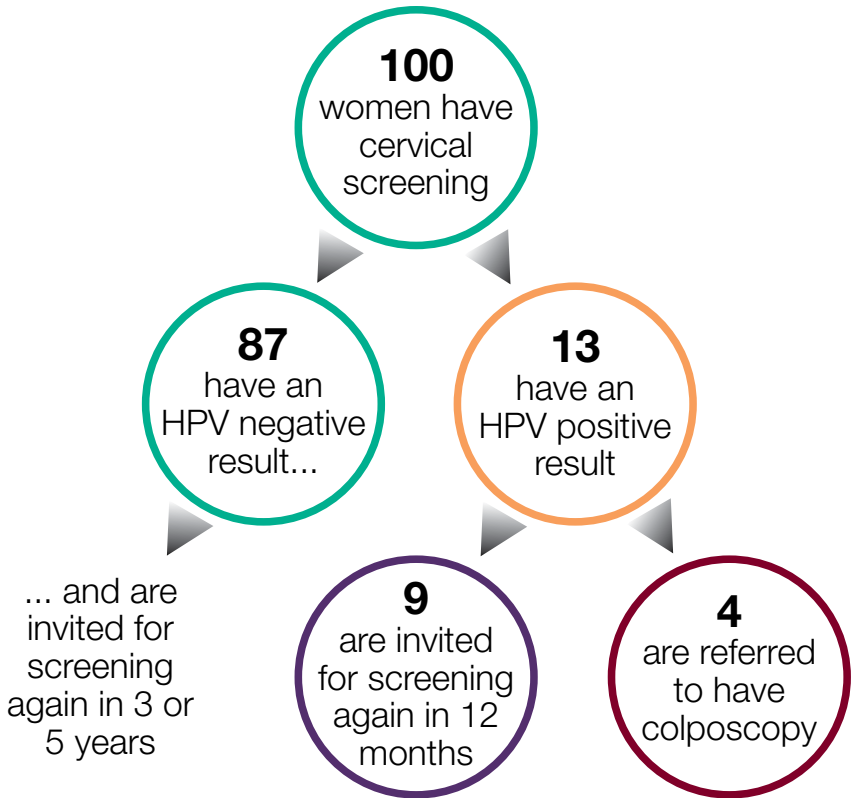 100
women have
cervical
screening
87
have an
HPV negative
result...
13
have an
HPV positive
result
... and are
invited for
screening
again in 3 or
5 years
9
are invited
for screening
again in 12
months
4
are referred
to have
colposcopy